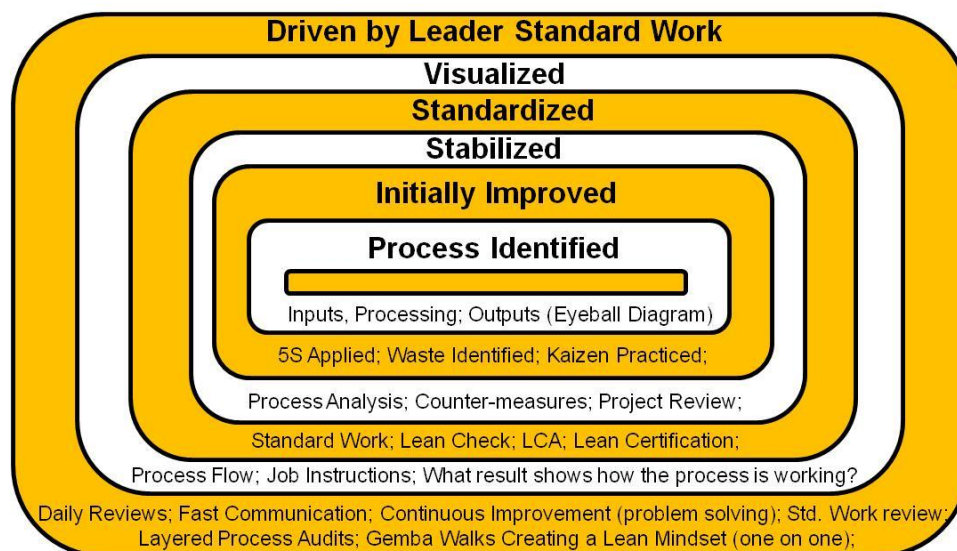 Driven by Leader Standard Work
Visualized
Standardized
Stabilized
Initially Improved
Process Identified
Inputs, Processing; Outputs (Eyeball Diagram)
5S Applied; Waste Identified; Kaizen Practiced;
Process Analysis; Counter-measures; Project Review;
Standard Work; Lean Check; LCA; Lean Certification;
Process Flow; Job Instructions; What result shows how the process is working?
Daily Reviews; Fast Communication; Continuous Improvement (problem solving); Std. Work review;
Layered Process Audits; Gemba Walks Creating a Lean Mindset (one on one);